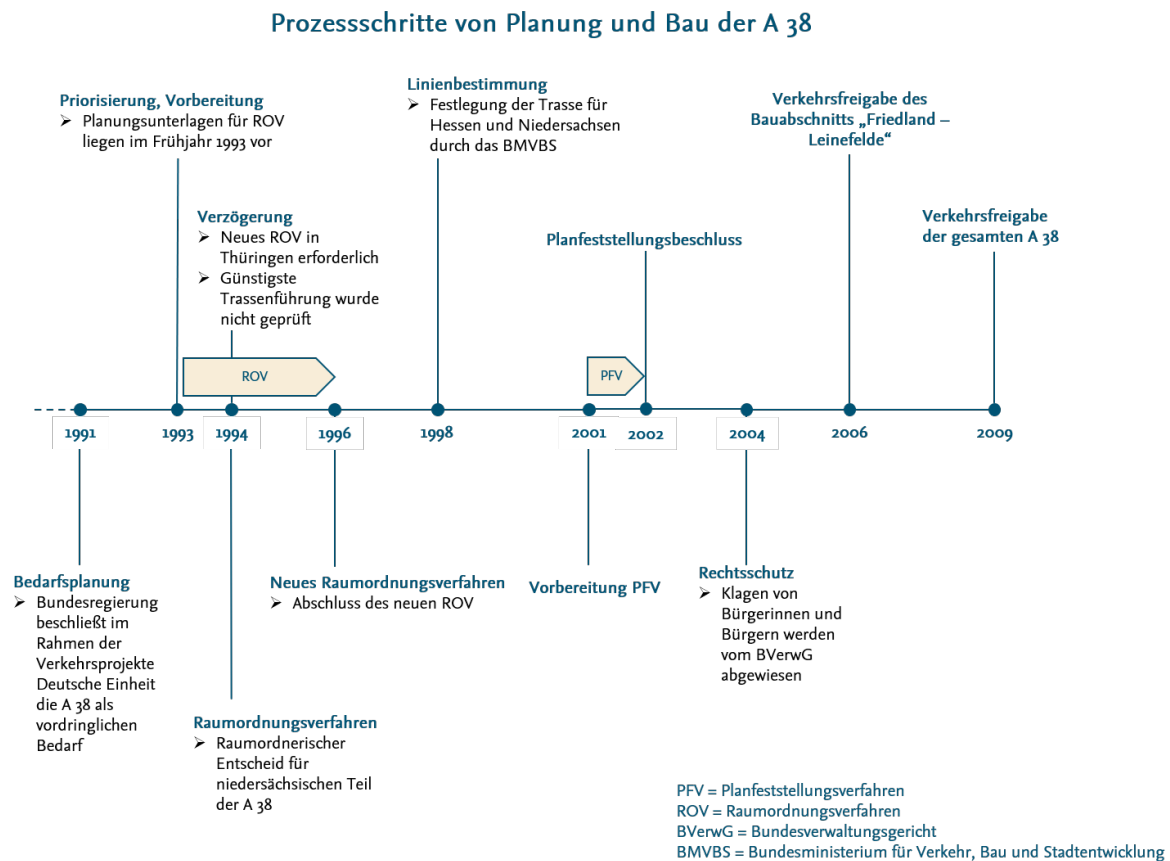 Prozessschritte von Planung und Bau der A 38
Priorisierung, Vorbereitung
➢ Planungsunterlagen für ROV
liegen im Frühjahr 1993 vor
Verzögerung
➢ Neues ROV in
Thüringen erforderlich
➢ Günstigste
Trassenführung wurde
nicht geprüft
Linienbestimmung
➢ Festlegung der Trasse für
Hessen und Niedersachsen
durch das BMVBS
Planfeststellungsbeschluss
Verkehrsfreigabe des
Bauabschnitts „Friedland –
Leinefelde“
Verkehrsfreigabe
der gesamten A 38
ROV
PFV
1991
1993
1994
1996
1998
2001
2002
2004
2006
2009
Bedarfsplanung
➢ Bundesregierung
beschließt im
Rahmen der
Verkehrsprojekte
Deutsche Einheit
die A 38 als
vordringlichen
Bedarf
Raumordnungsverfahren
➢ Raumordnerischer
Entscheid für
niedersächsischen Teil
der A 38
Neues Raumordnungsverfahren
➢ Abschluss des neuen ROV
Vorbereitung PFV
Rechtsschutz
➢ Klagen von
Bürgerinnen und
Bürgern werden
vom BVerwG
abgewiesen
PFV = Planfeststellungsverfahren
ROV = Raumordnungsverfahren
BVerwG = Bundesverwaltungsgericht
BMVBS = Bundesministerium für Verkehr, Bau und Stadtentwicklung